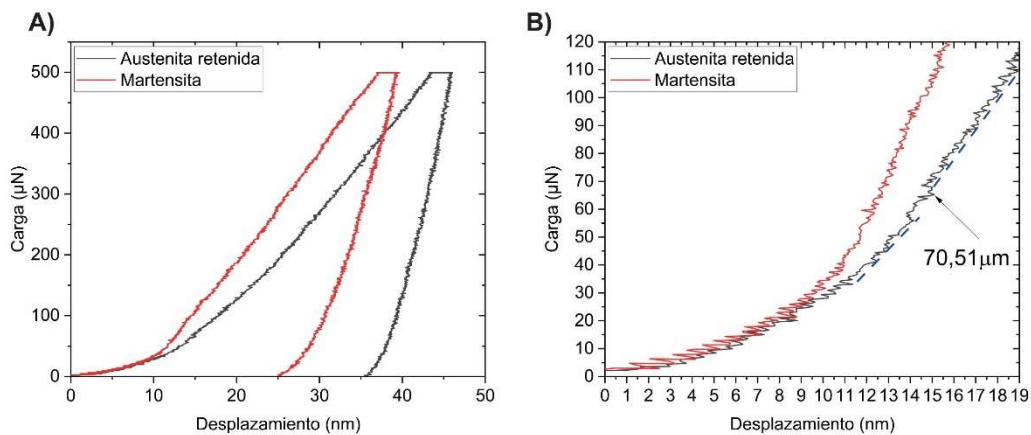 A)
Austenita retenida
Martensita
500
400
300
200
100
0
Carga (µN)
0 10 20 30 40 50
Desplazamiento (nm)
B)
Austenita retenida
Martensita
120
110
100
90
80
70
60
50
40
30
20
10
0
Carga (µN)
70,51µm
0 1 2 3 4 5 6 7 8 9 10 11 12 13 14 15 16 17 18 19
Desplazamiento (nm)